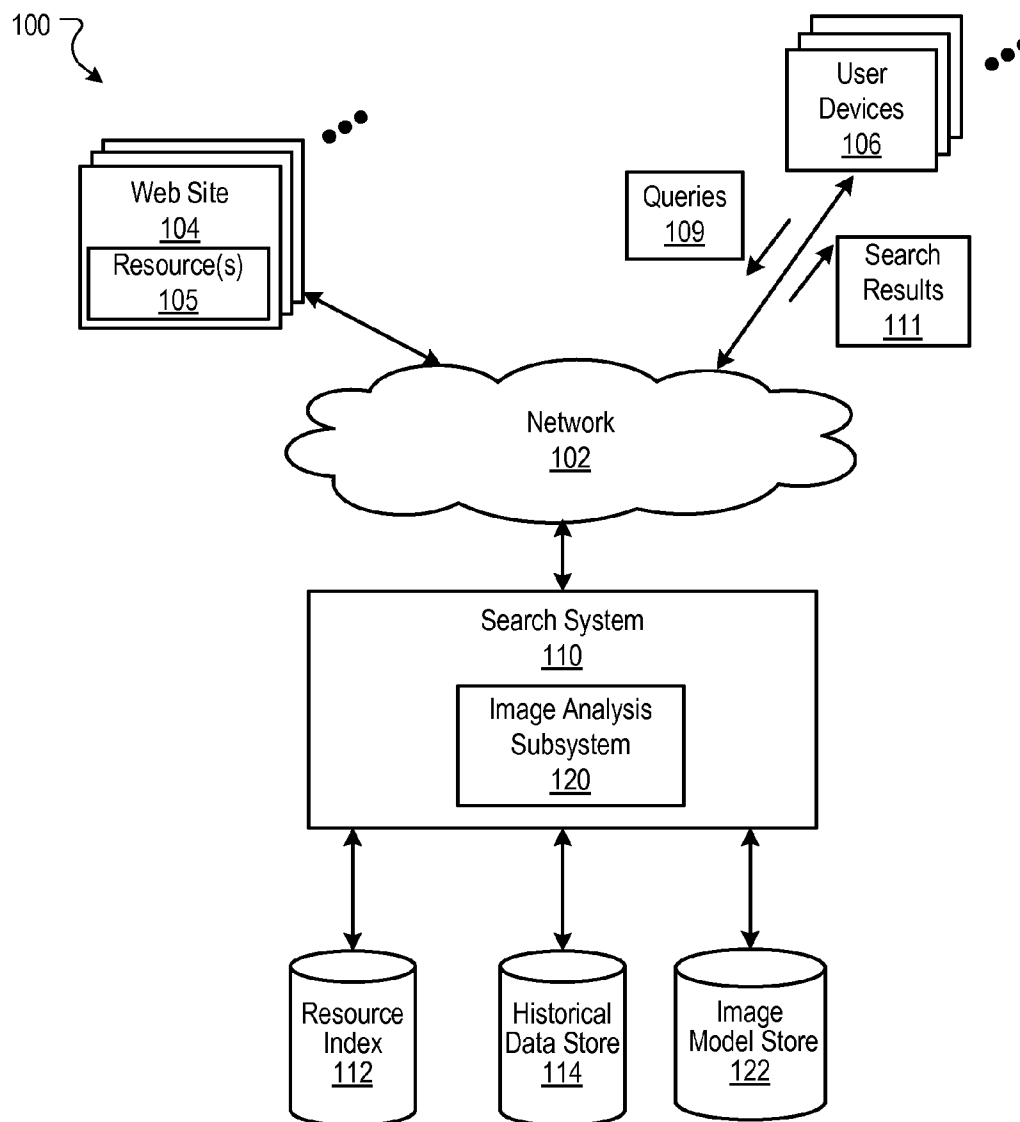 100
User
Devices
106
Web Site
104
Resource(s)
105
Queries
109
Search
Results
111
Network
102
Search System
110
Image Analysis
Subsystem
120
Resource
Index
112
Historical
Data Store
114
Image
Model Store
122